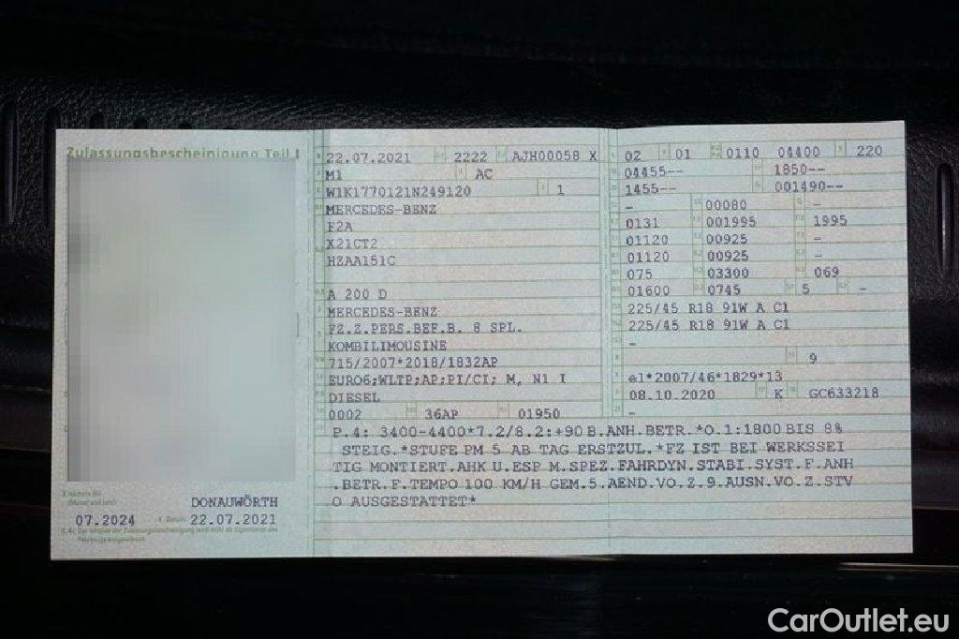 Zulassungsbescheinigung Teil I
DONAUWÖRTH
07.2024 22.07.2021
22.07.2021 2222 AJH00058 X
M1 AC
W1K1770121N249120 1
MERCEDES-BENZ
F2A
X21CT2
HZAA151C
A 200 D
MERCEDES-BENZ
FZ.Z.PERS.BEF.B. 8 SPL.
KOMBILIMOUSINE
715/2007*2018/1832AP
EURO6;WLTP;AP;PI/CI; M, N1 I
DIESEL
0002 36AP 01950
02 01 0110 04400 220
04455-- 1850--
1455-- 001490--
- 00080 -
0131 001995 1995
01120 00925 -
01120 00925 -
075 03300 069
01600 0745 5 -
225/45 R18 91W A C1
225/45 R18 91W A C1
-
9
e1*2007/46*1829*13
08.10.2020 K GC633218
-
P.4: 3400-4400*7.2/8.2:+90 B.ANH.BETR.*O.1:1800 BIS 8%
STEIG.*STUFE PM 5 AB TAG ERSTZUL.*FZ IST BEI WERKSSEI
TIG MONTIERT.AHK U.ESP M.SPEZ.FAHRDYN.STABI.SYST.F.ANH
.BETR.F.TEMPO 100 KM/H GEM.5.AEND.VO.Z.9.AUSN.VO.Z.STV
O AUSGESTATTET*
CarOutlet.eu